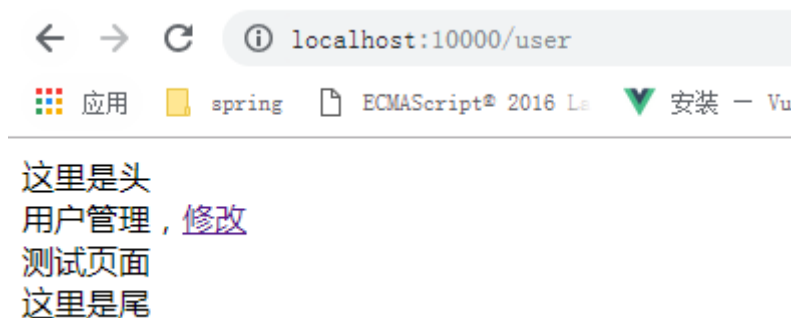 localhost:10000/user
应用 spring ECMAScript® 2016 La 安装 — Vu
这里是头
用户管理，修改
测试页面
这里是尾